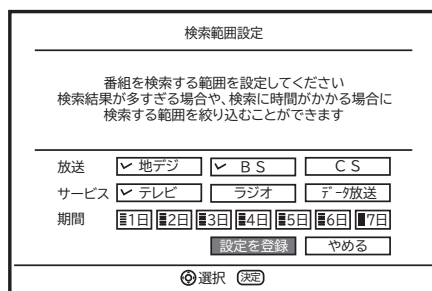 検索範囲設定
番組を検索する範囲を設定してください
検索結果が多すぎる場合や、検索に時間がかかる場合に
検索する範囲を絞り込むことができます
放送 地デジ BS CS
サービス テレビ ラジオ データ放送
期間 1日 2日 3日 4日 5日 6日 7日
設定を登録 やめる
選択 決定